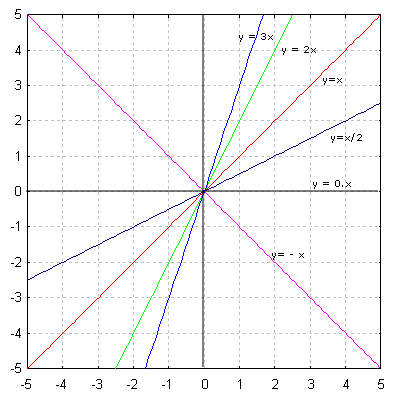 5
4
3
2
1
0
-1
-2
-3
-4
-5
y = 3x
y = 2x
y=x
y=x/2
y = 0.x
y= - x
-5 -4 -3 -2 -1 0 1 2 3 4 5